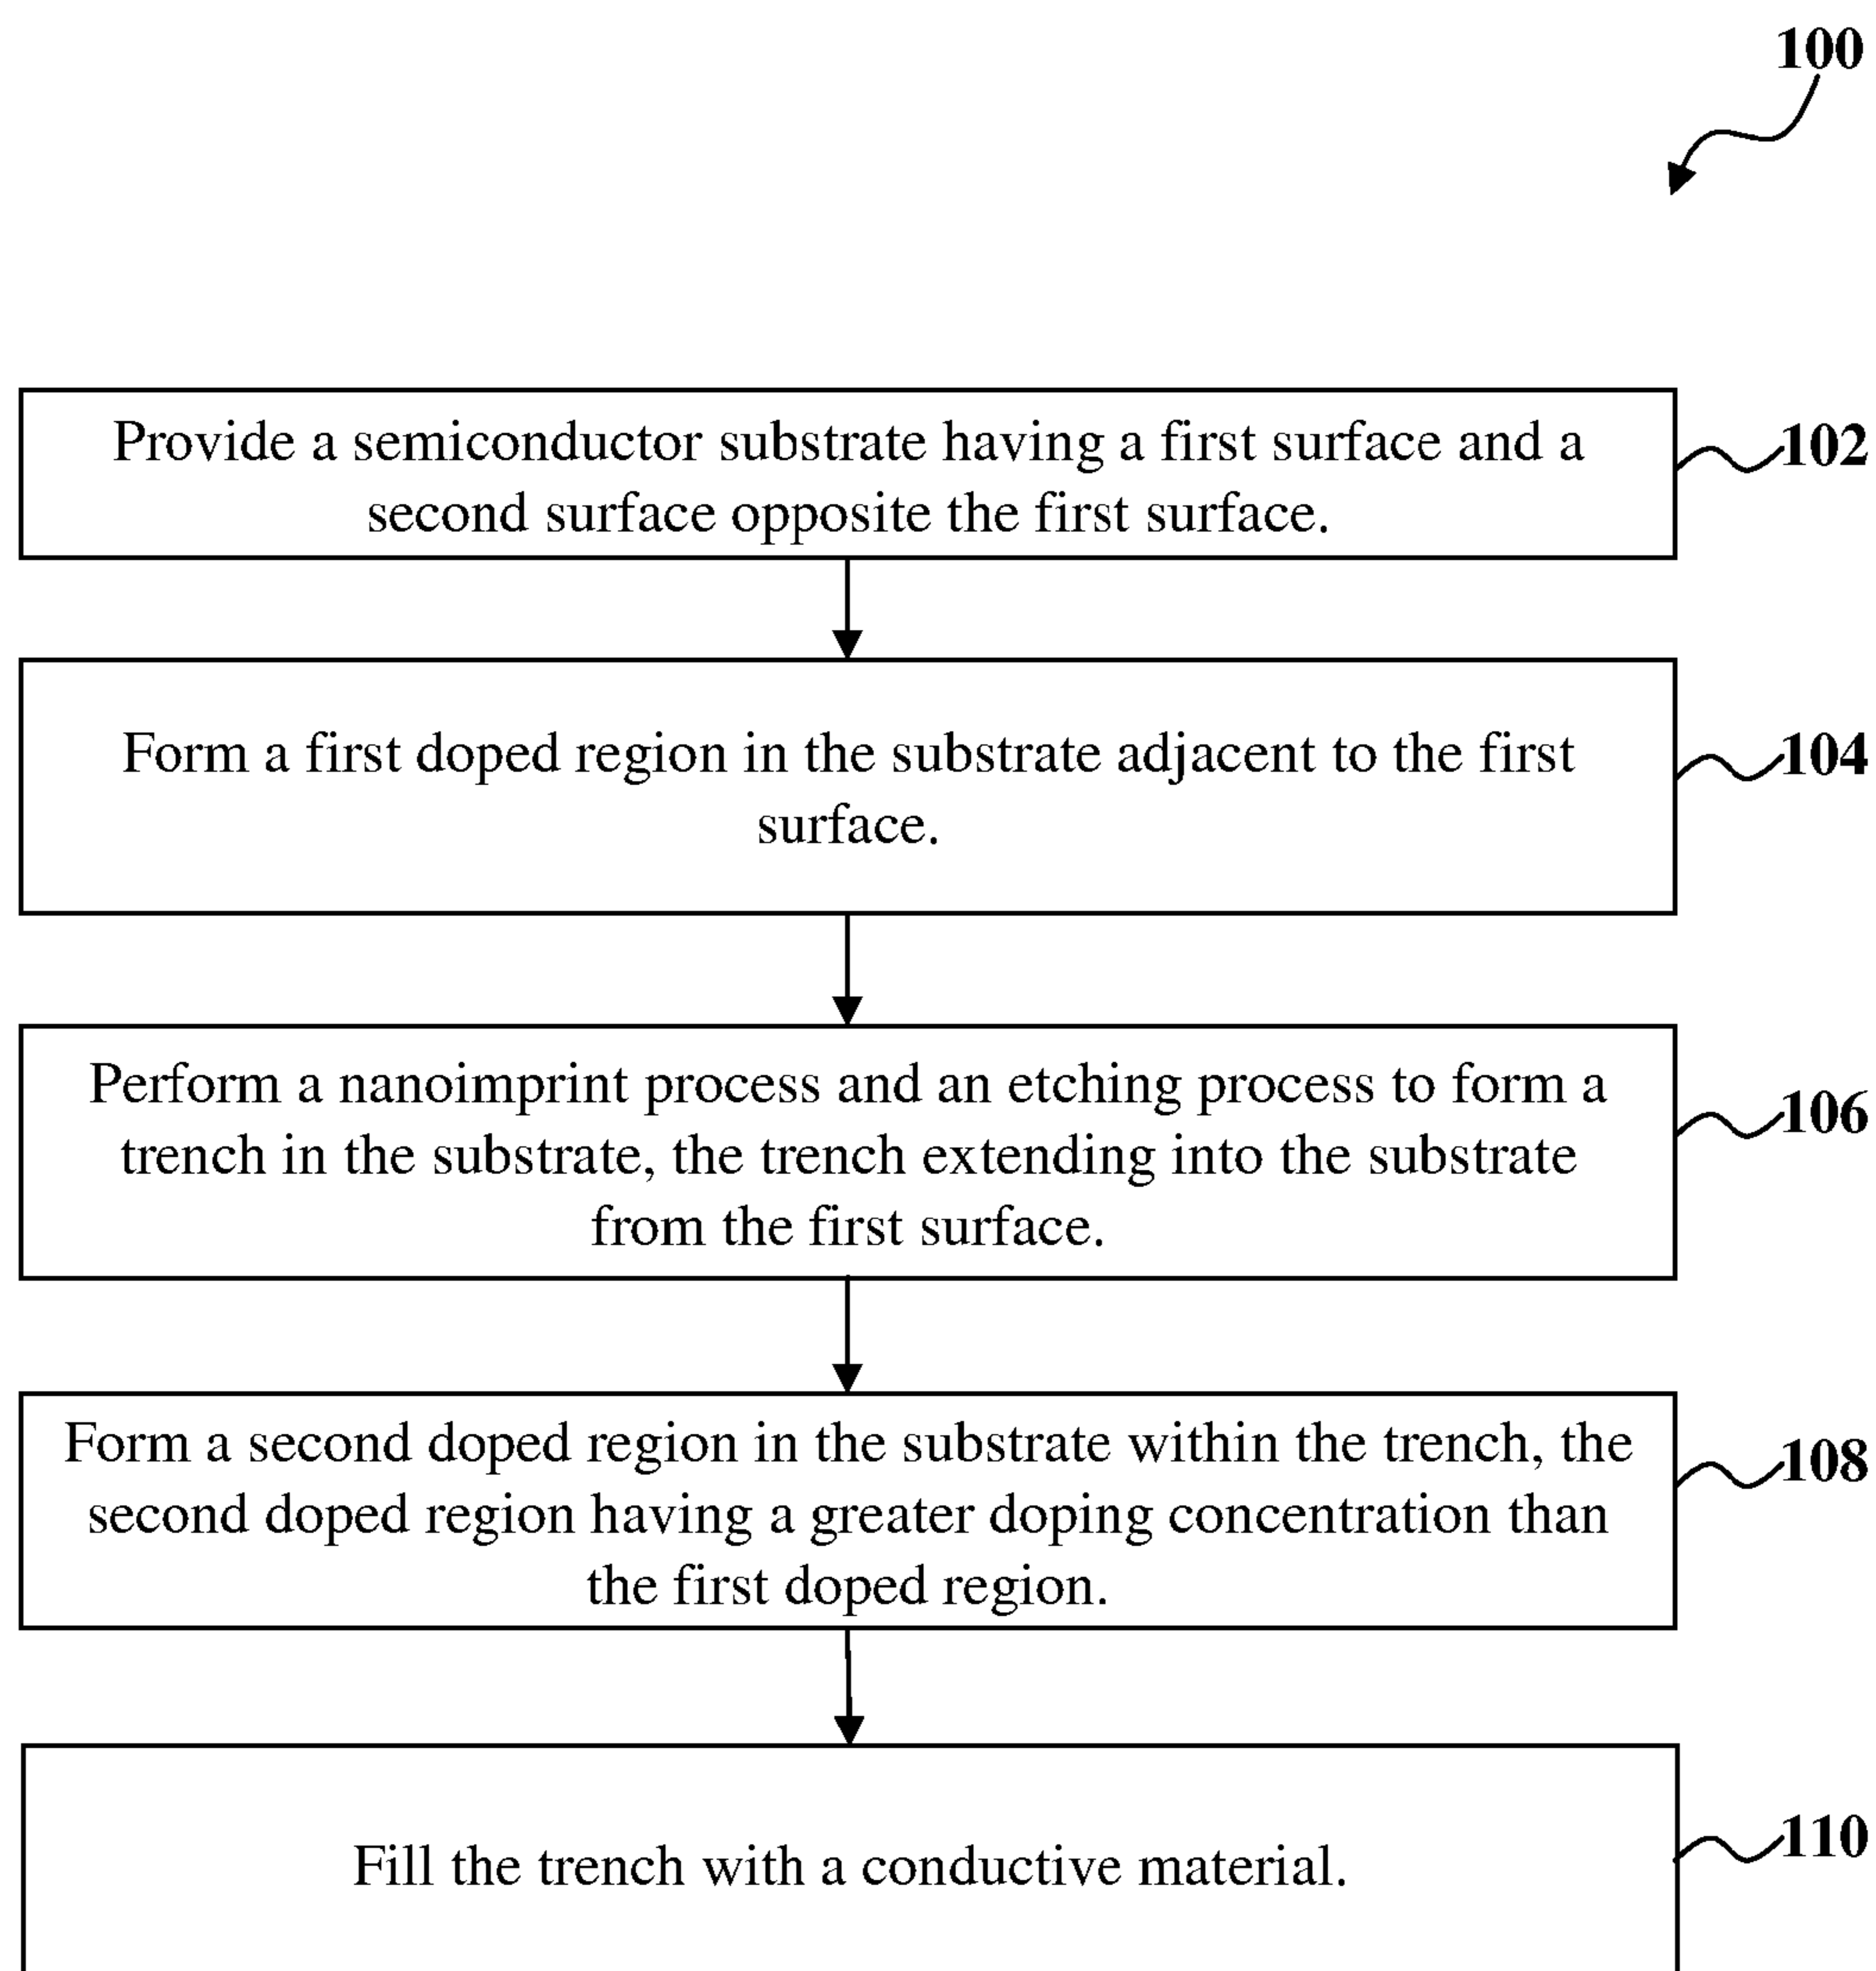 100
Provide a semiconductor substrate having a first surface and a
second surface opposite the first surface.
102
Form a first doped region in the substrate adjacent to the first
surface.
104
Perform a nanoimprint process and an etching process to form a
trench in the substrate, the trench extending into the substrate
from the first surface.
106
Form a second doped region in the substrate within the trench, the
second doped region having a greater doping concentration than
the first doped region.
108
Fill the trench with a conductive material.
110